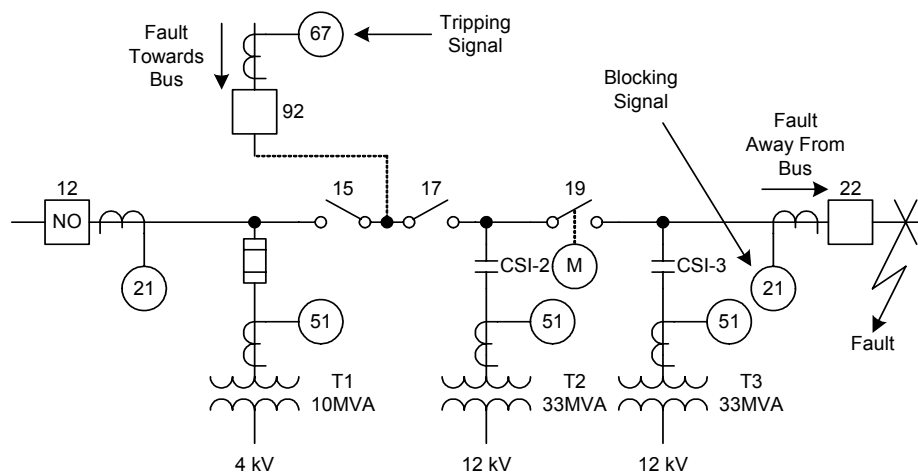 Fault
Towards
Bus
67
Tripping
Signal
92
Blocking
Signal
Fault
Away From
Bus
12
NO
15
17
19
22
21
CSI-2
M
CSI-3
21
51
51
51
Fault
T1
10MVA
T2
33MVA
T3
33MVA
4 kV
12 kV
12 kV